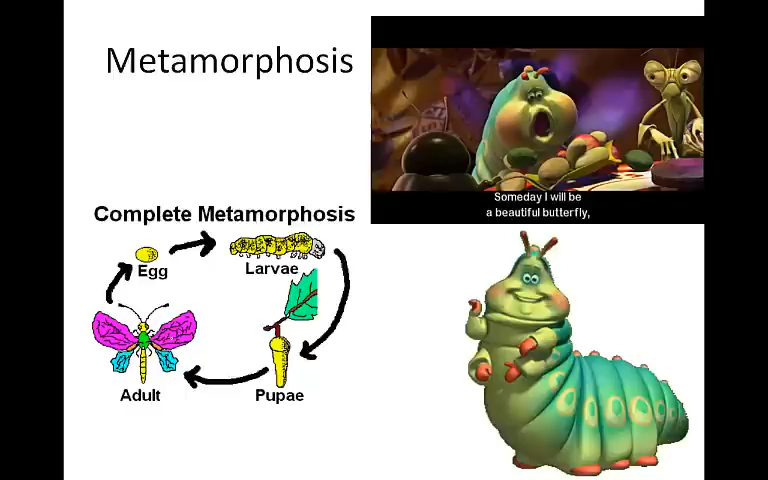 Metamorphosis
Someday I will be
a beautiful butterfly,
Complete Metamorphosis
Egg
Larvae
Adult
Pupae